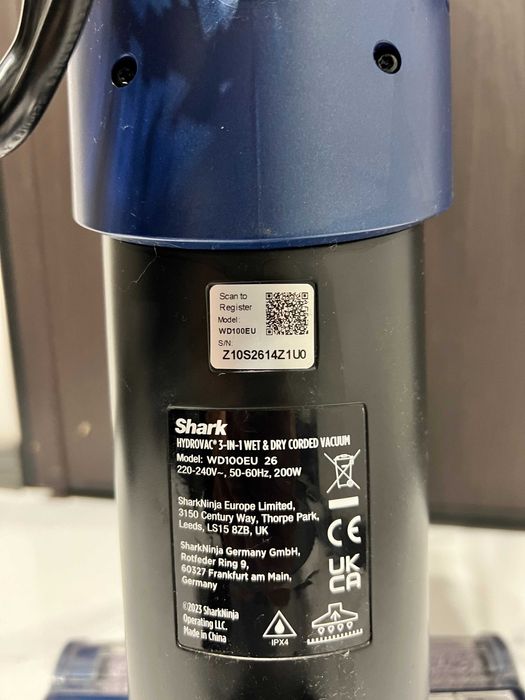 Scan to
Register
Model:
WD100EU
S/N:
Z10S2614Z1U0
Shark
HYDROVAC® 3-IN-1 WET & DRY CORDED VACUUM
Model: WD100EU 26
220-240V~, 50-60Hz, 200W
SharkNinja Europe Limited,
3150 Century Way, Thorpe Park,
Leeds, LS15 8ZB, UK
SharkNinja Germany GmbH,
Rotfeder Ring 9,
60327 Frankfurt am Main,
Germany
©2023 SharkNinja
Operating LLC.
Made in China
CE
UK
CA
IPX4